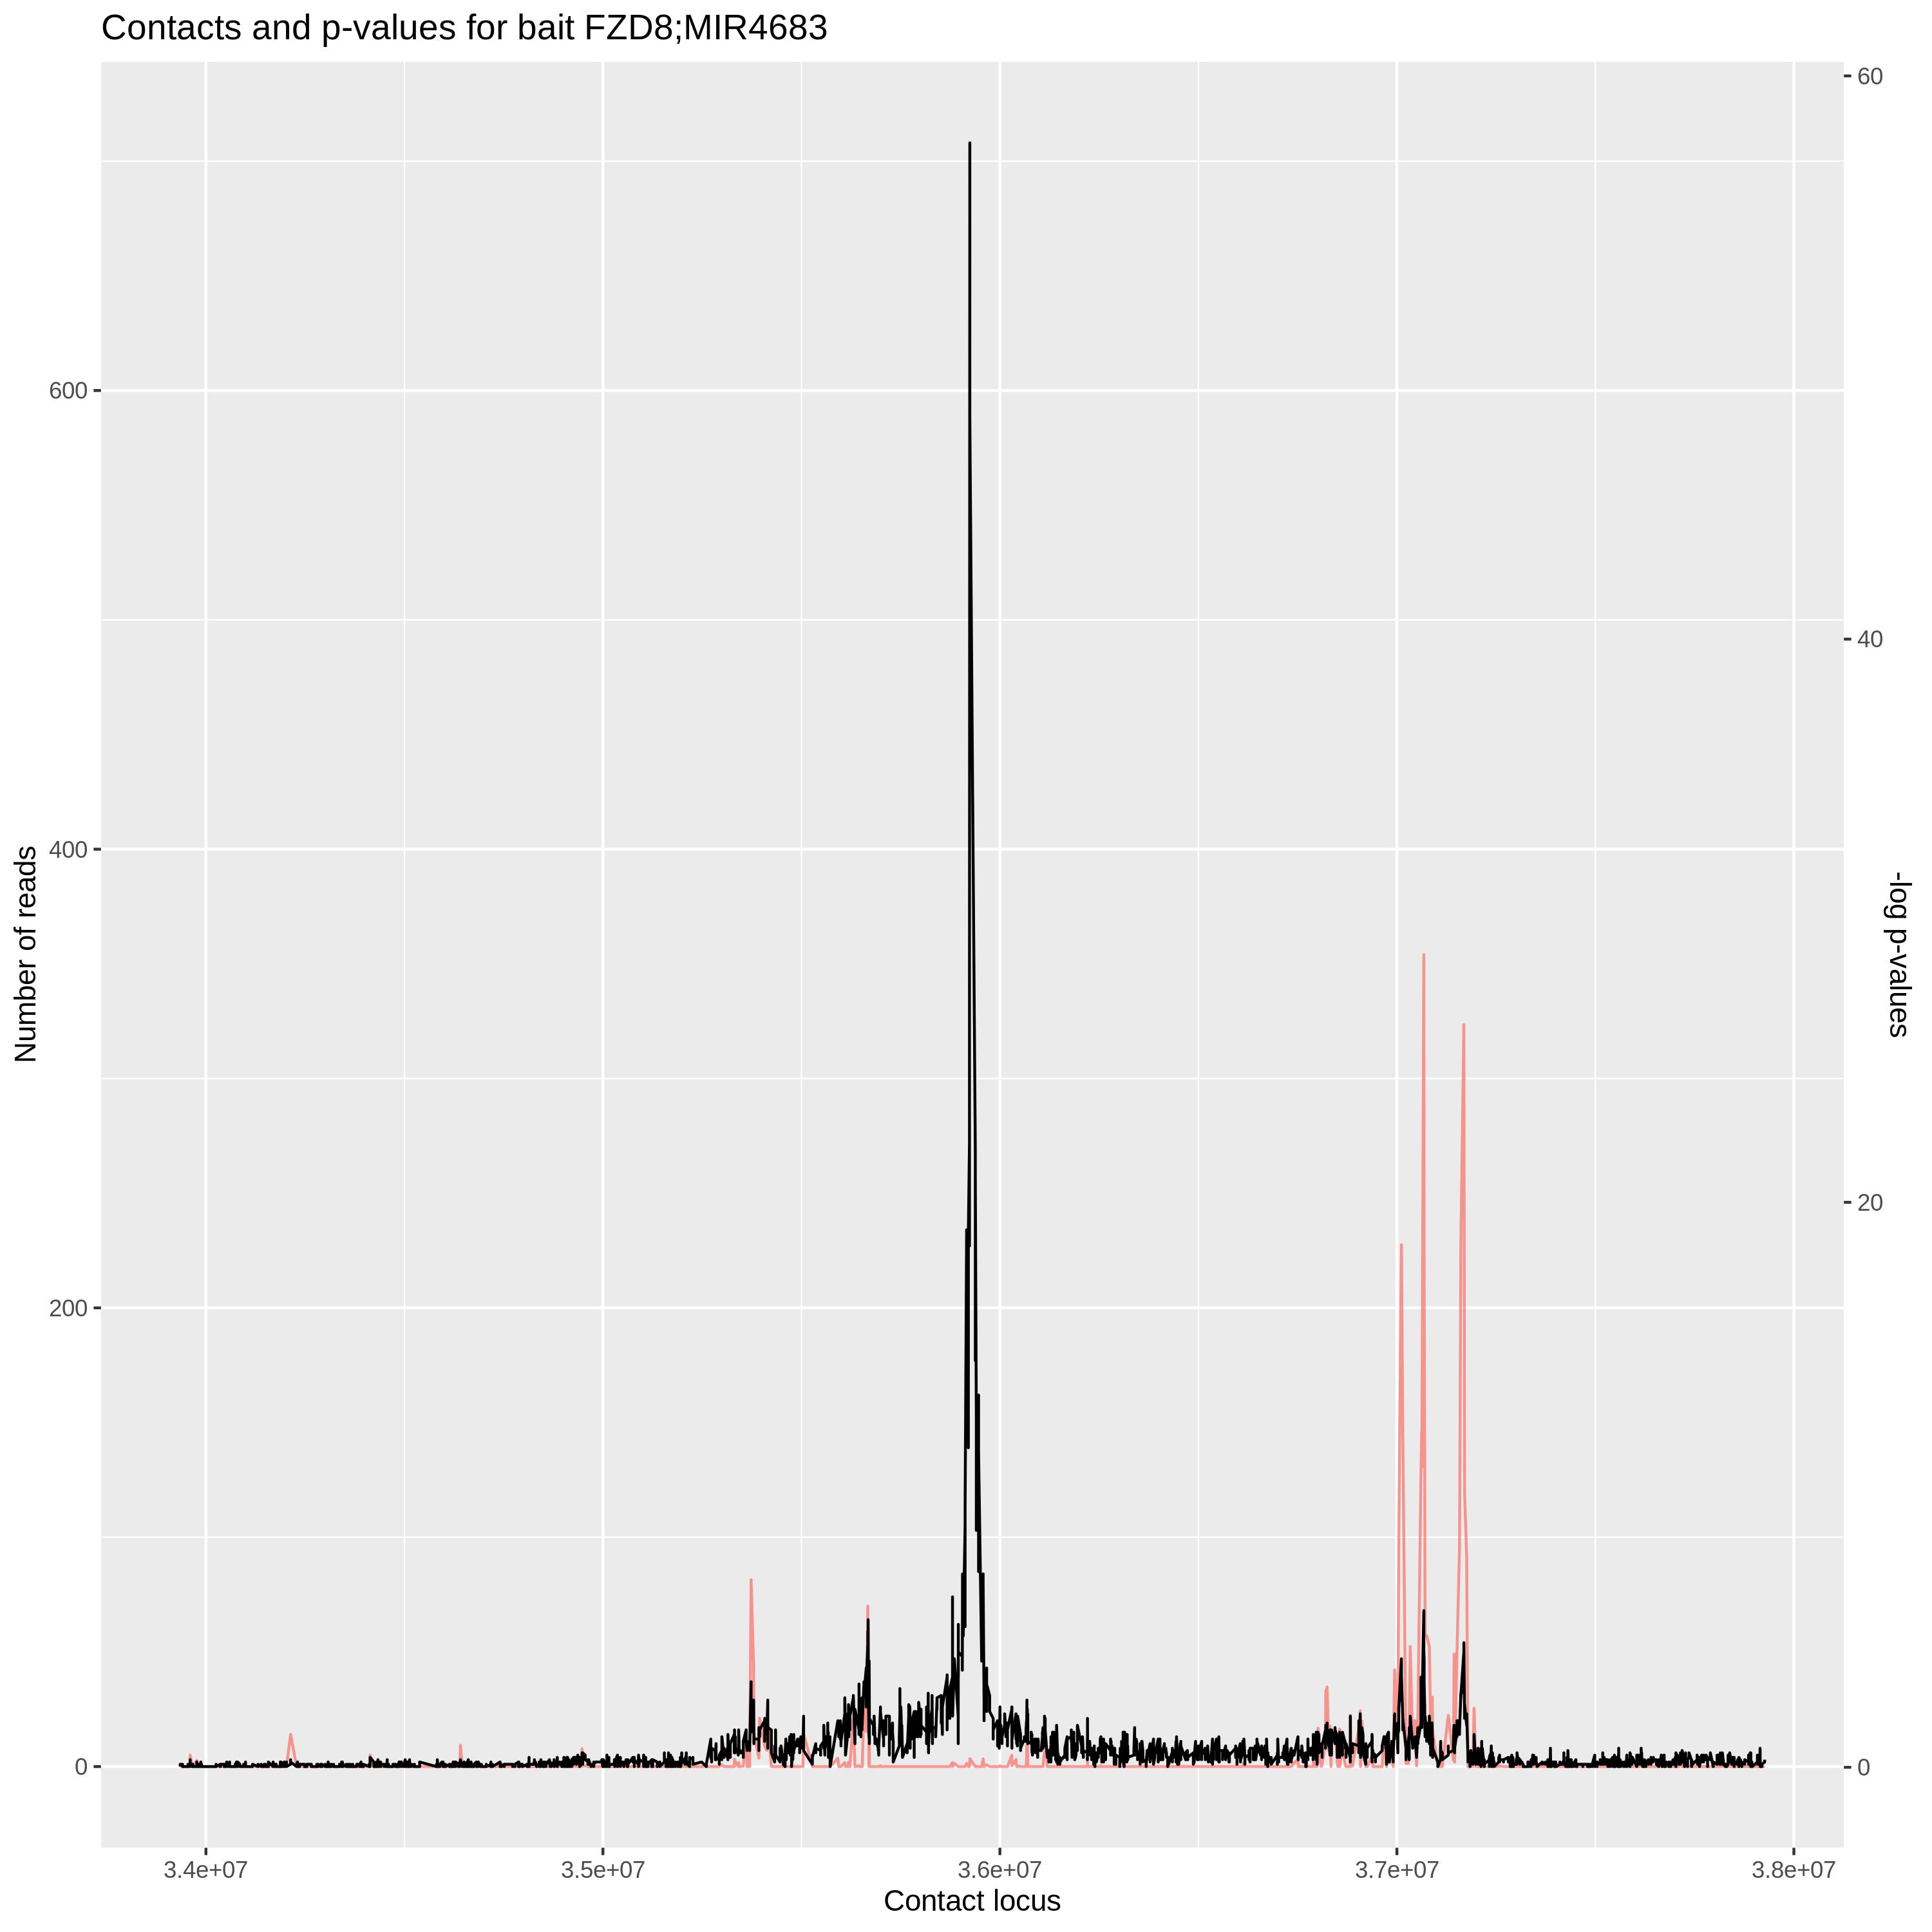 Contacts and p-values for bait FZD8;MIR4683
60
600
40
400
Number of reads
-log p-values
20
200
0
0
3.4e+07 3.5e+07 3.6e+07 3.7e+07 3.8e+07
Contact locus